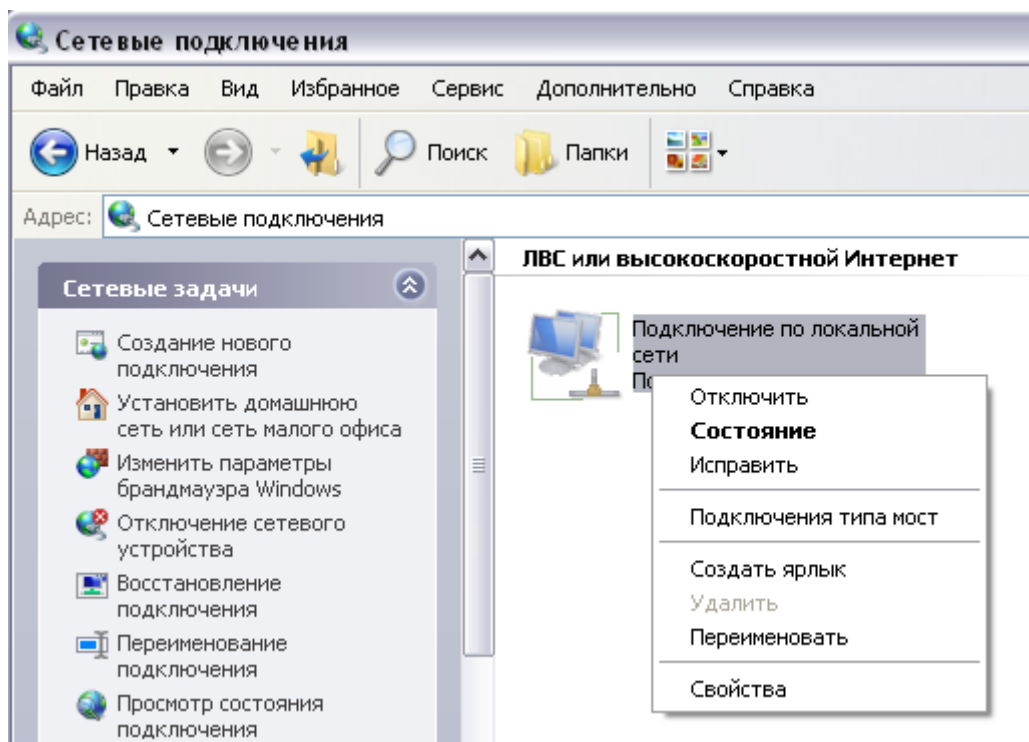 Сетевые подключения
Файл Правка Вид Избранное Сервис Дополнительно Справка
Назад Поиск Папки
Адрес: Сетевые подключения
Сетевые задачи
Создание нового
подключения
Установить домашнюю
сеть или сеть малого офиса
Изменить параметры
брандмауэра Windows
Отключение сетевого
устройства
Восстановление
подключения
Переименование
подключения
Просмотр состояния
подключения
ЛВС или высокоскоростной Интернет
Подключение по локальной
сети
Отключить
Состояние
Исправить
Подключения типа мост
Создать ярлык
Удалить
Переименовать
Свойства